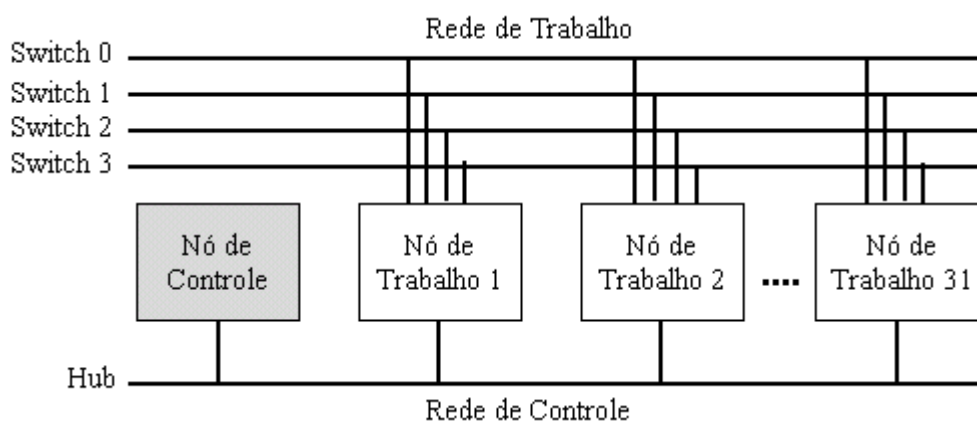 Rede de Trabalho
Switch 0
Switch 1
Switch 2
Switch 3
Nó de
Controle
Nó de
Trabalho 1
Nó de
Trabalho 2
....
Nó de
Trabalho 31
Hub
Rede de Controle